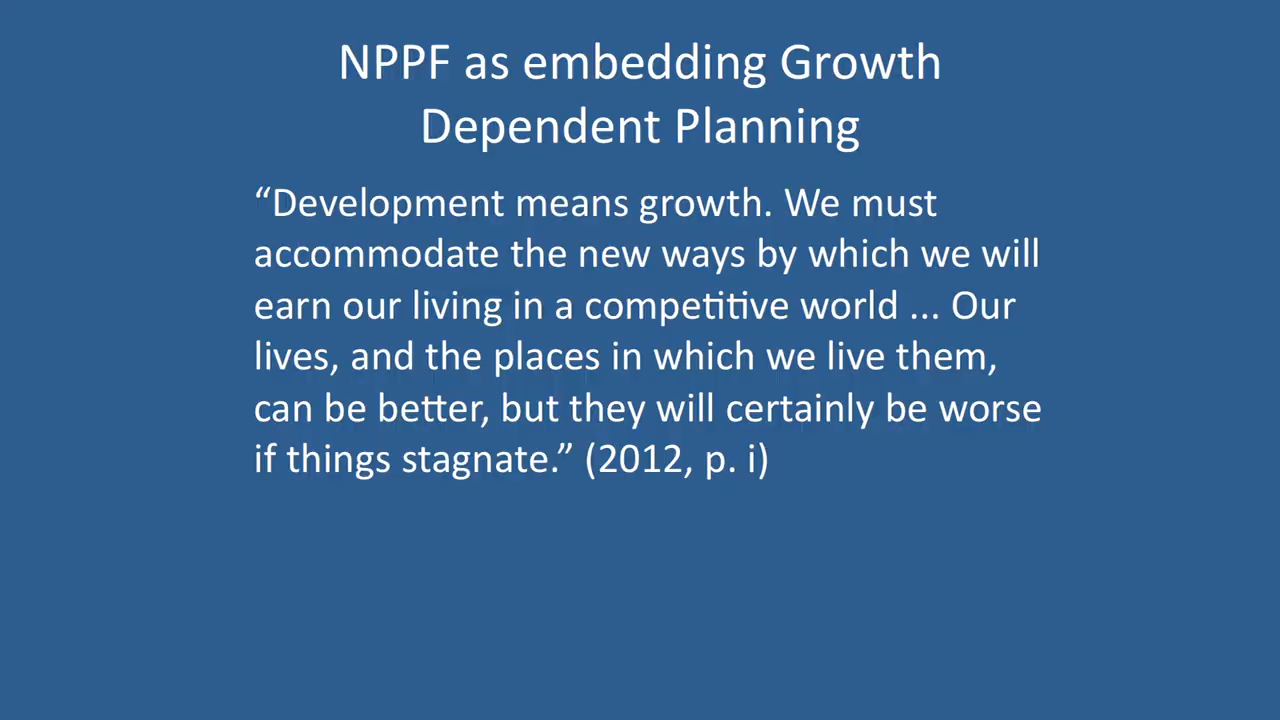 NPPF as embedding Growth
Dependent Planning
“Development means growth. We must
accommodate the new ways by which we will
earn our living in a competitive world ... Our
lives, and the places in which we live them,
can be better, but they will certainly be worse
if things stagnate.” (2012, p. i)